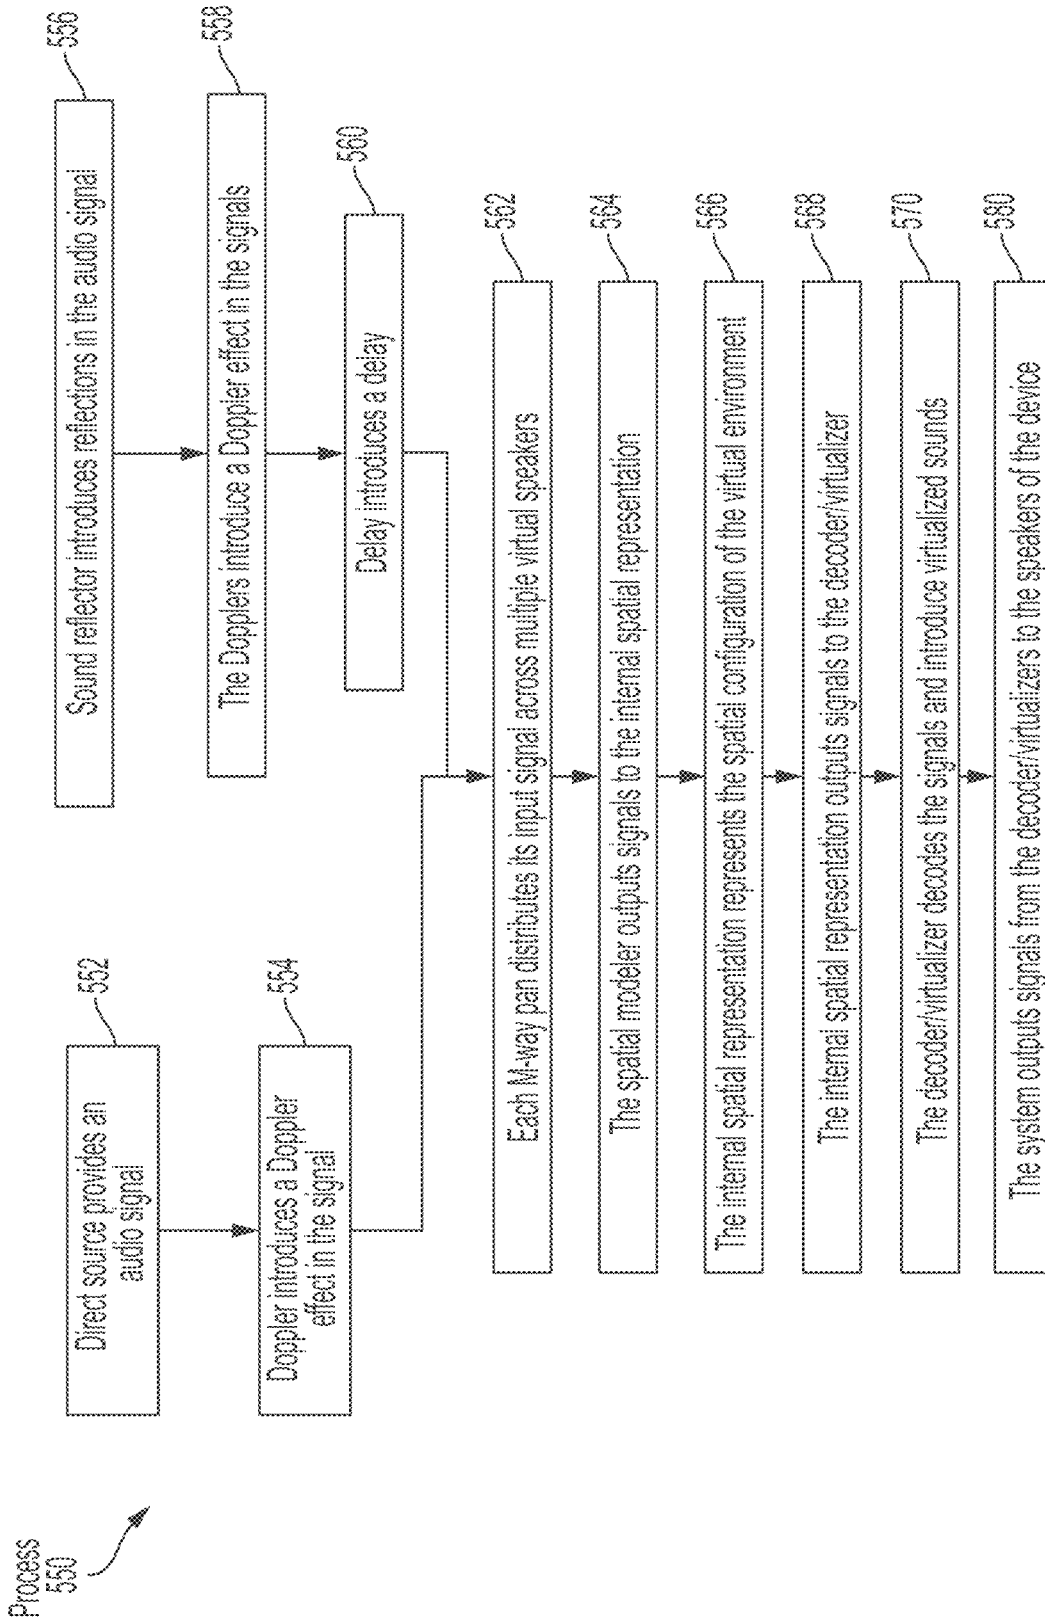 Process
550
Direct source provides an
audio signal
552
Doppler introduces a Doppler
effect in the signal
554
Sound reflector introduces reflections in the audio signal
556
The Dopplers introduce a Doppler effect in the signals
558
Delay introduces a delay
560
Each M-way pan distributes its input signal across multiple virtual speakers
562
The spatial modeler outputs signals to the internal spatial representation
564
The internal spatial representation represents the spatial configuration of the virtual environment
566
The internal spatial representation outputs signals to the decoder/virtualizer
568
The decoder/virtualizer decodes the signals and introduce virtualized sounds
570
The system outputs signals from the decoder/virtualizers to the speakers of the device
580